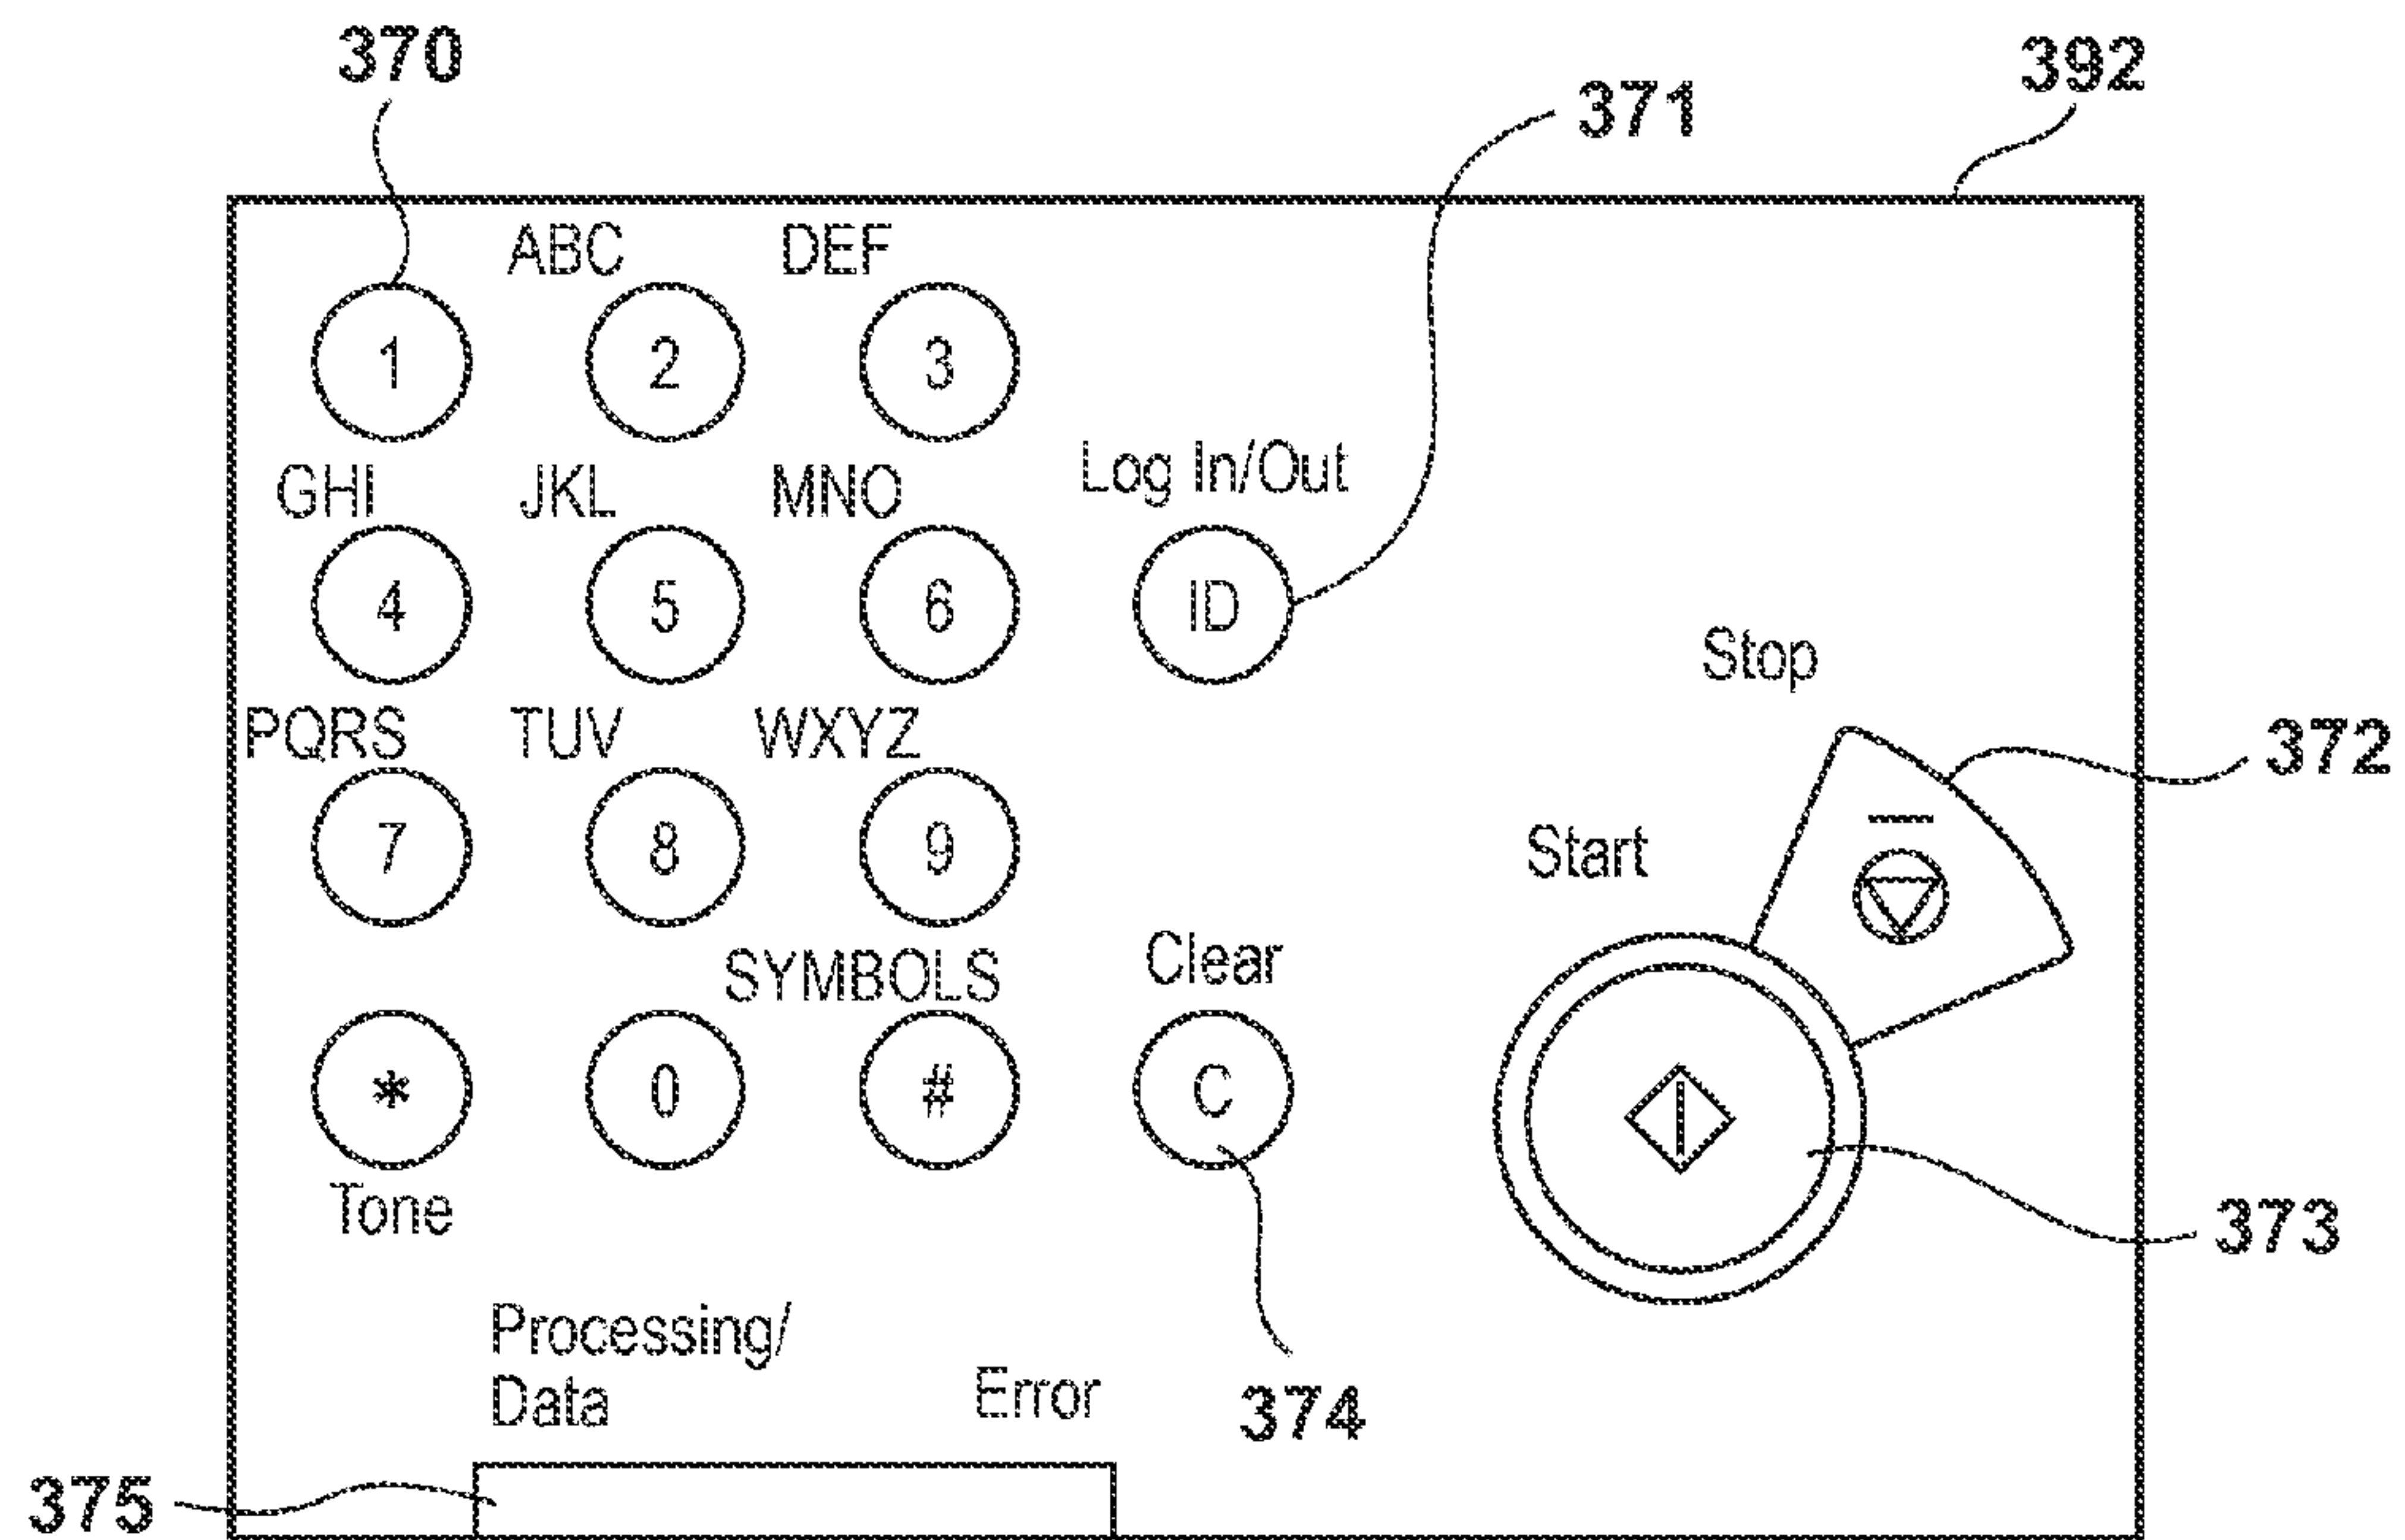 370
392
371
ABC DEF
1 2 3
GHI JKL MNO Log In/Out
4 5 6 ID
Stop
PQRS TUV WXYZ
372
7 8 9
Start
SYMBOLS Clear
* 0 # C
Tone
373
Processing/
Data
Error
374
375